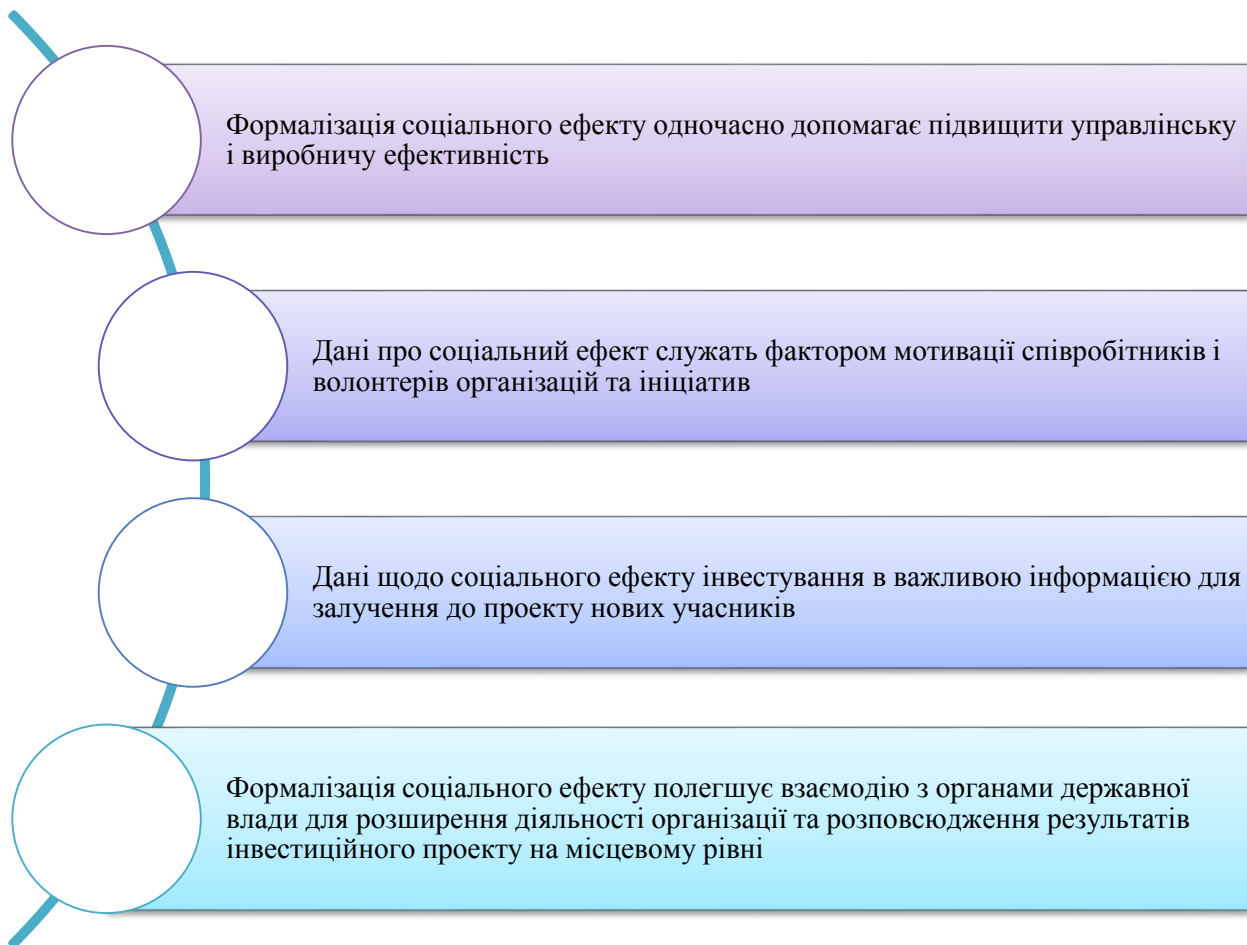 Формалізація соціального ефекту одночасно допомагає підвищити управлінську
і виробничу ефективність
Дані про соціальний ефект служать фактором мотивації співробітників і
волонтерів організацій та ініціатив
Дані щодо соціального ефекту інвестування в важливою інформацією для
залучення до проекту нових учасників
Формалізація соціального ефекту полегшує взаємодію з органами державної
влади для розширення діяльності організації та розповсюдження результатів
інвестиційного проекту на місцевому рівні